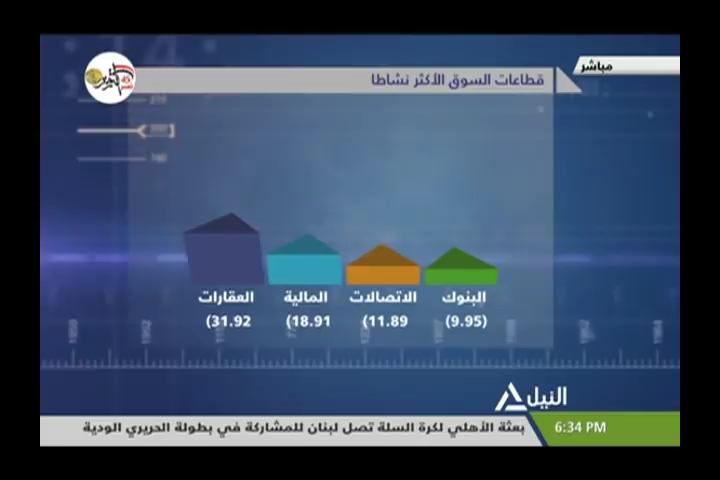 مباشر
قطاعات السوق الأكثر نشاطا
البنوك
الاتصالات
المالية
العقارات
(9.95)
(11.89
(18.91
(31.92
النيل
6:34 PM
بعثة الأهلي لكرة السلة تصل لبنان للمشاركة في بطولة الحريري الودية